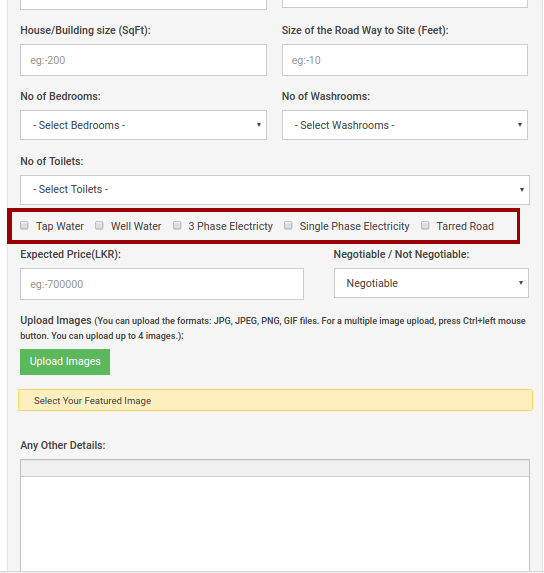 House/Building size (SqFt):
Size of the Road Way to Site (Feet):
eg:-200
eg:-10
No of Bedrooms:
No of Washrooms:
- Select Bedrooms -
- Select Washrooms -
No of Toilets:
- Select Toilets -
Tap Water Well Water 3 Phase Electricty Single Phase Electricity Tarred Road
Expected Price(LKR):
Negotiable / Not Negotiable:
eg:-700000
Negotiable
Upload Images (You can upload the formats: JPG, JPEG, PNG, GIF files. For a multiple image upload, press Ctrl+left mouse
button. You can upload up to 4 images.):
Upload Images
Select Your Featured Image
Any Other Details: